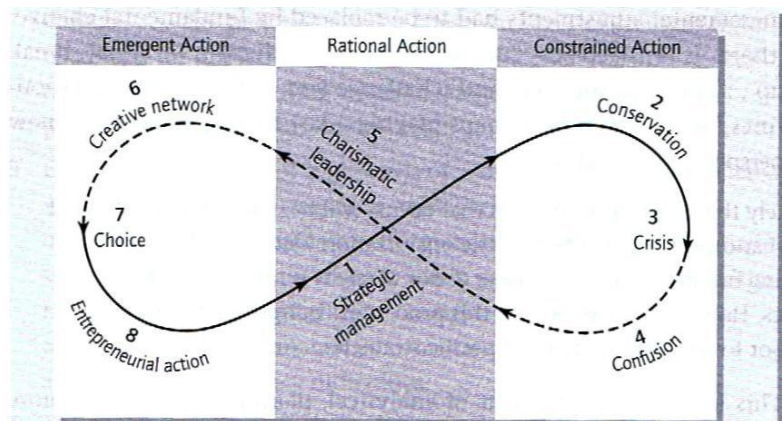 Emergent Action
Rational Action
Constrained Action
6
Creative network
5
Charismatic
leadership
2
Conservation
7
Choice
3
Crisis
1
Strategic
management
8
Entrepreneurial action
4
Confusion